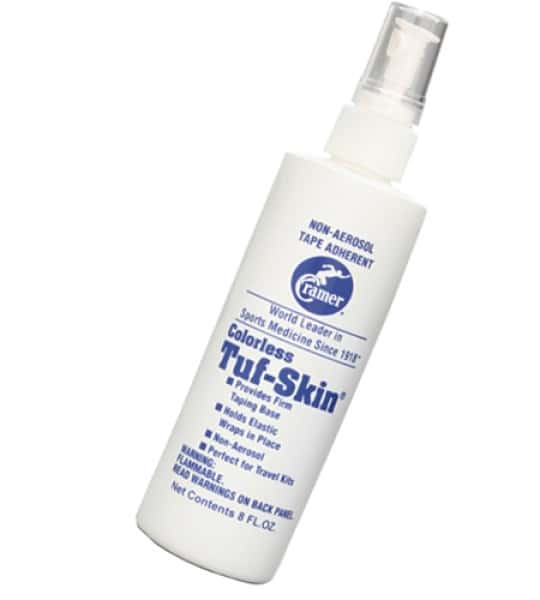 NON-AEROSOL
TAPE ADHERENT
Cramer®
World Leader in
Sports Medicine Since 1918™
Colorless
Tuf-Skin®
■ Provides Firm
Taping Base
■ Holds Elastic
Wraps in Place
■ Non-Aerosol
■ Perfect for Travel Kits
WARNING:
FLAMMABLE.
READ WARNINGS ON BACK PANEL.
Net Contents 8 FL.OZ.